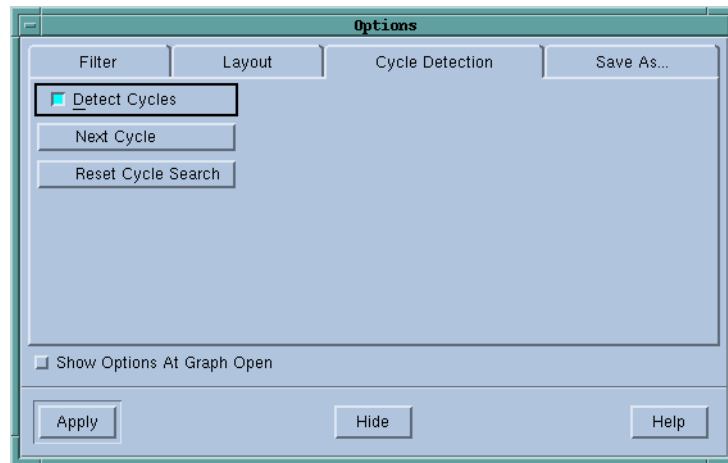 Options
Filter Layout Cycle Detection Save As...
Detect Cycles
Next Cycle
Reset Cycle Search
Show Options At Graph Open
Apply Hide Help